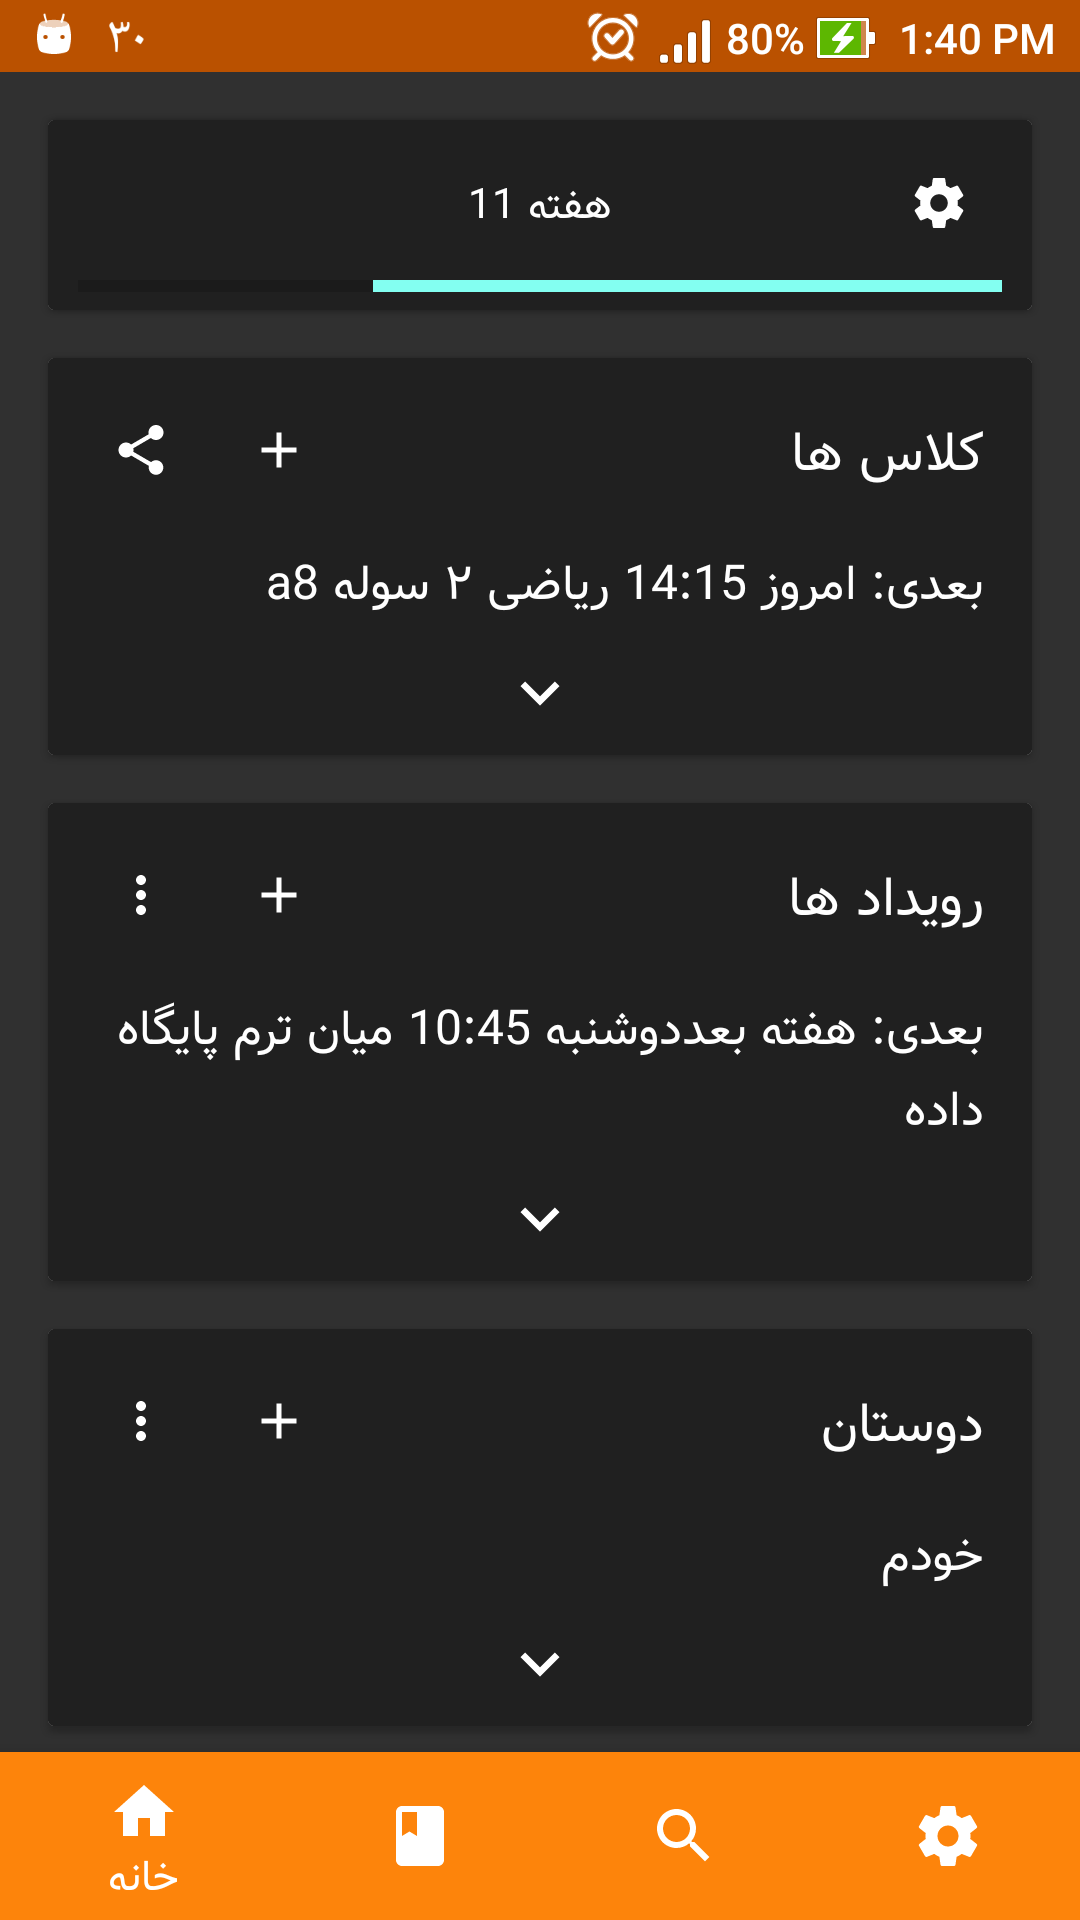 ۳۰ 80% 1:40 PM
هفته 11
کلاس ها
بعدی: امروز 14:15 ریاضی ۲ سوله a8
رویداد ها
بعدی: هفته بعددوشنبه 10:45 میان ترم پایگاه
داده
دوستان
خودم
خانه